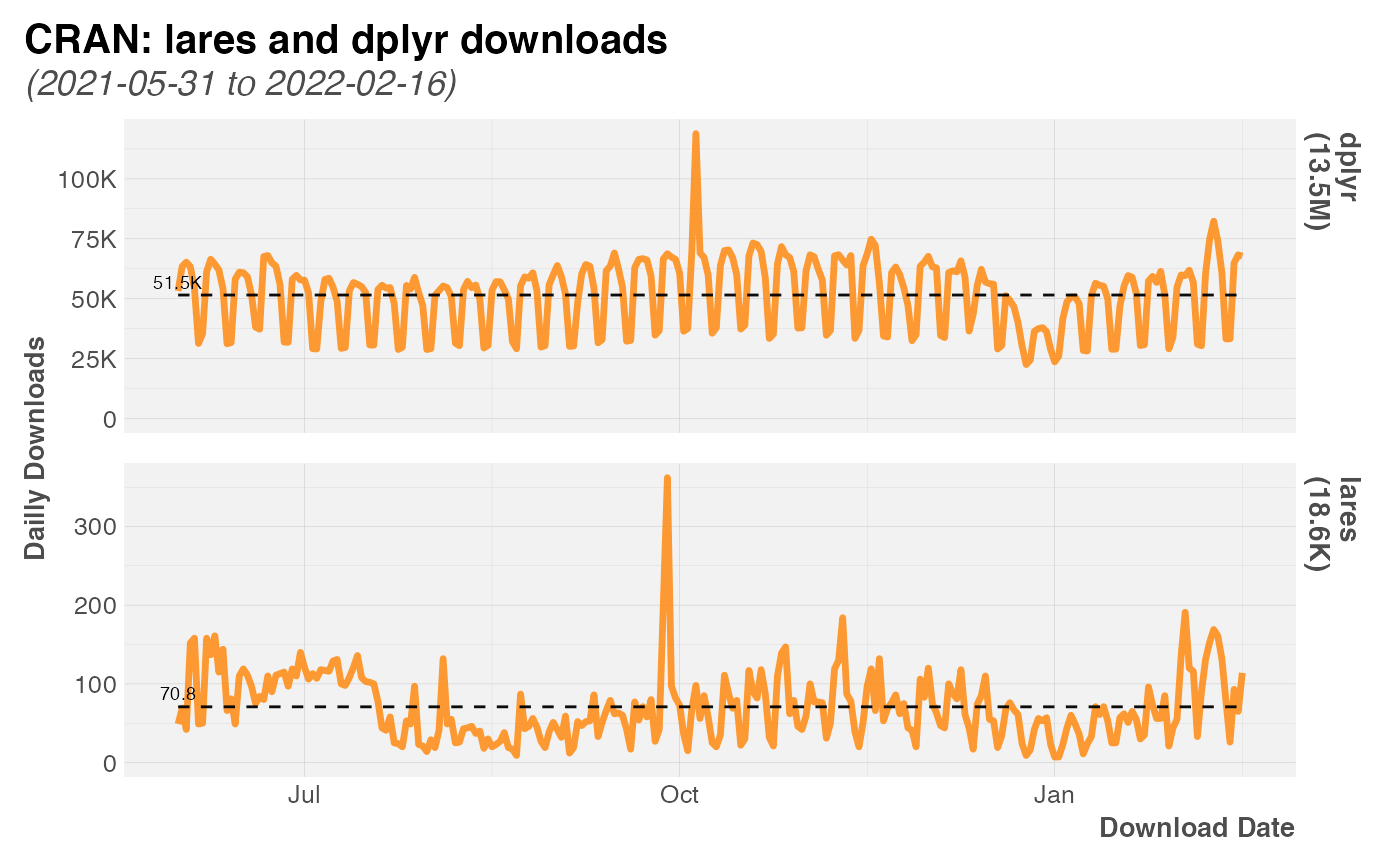 CRAN: lares and dplyr downloads
(2021-05-31 to 2022-02-16)
Dailly Downloads
100K
75K
50K
25K
0
51.5K
dplyr
(13.5M)
300
200
100
0
70.8
lares
(18.6K)
Jul
Oct
Jan
Download Date